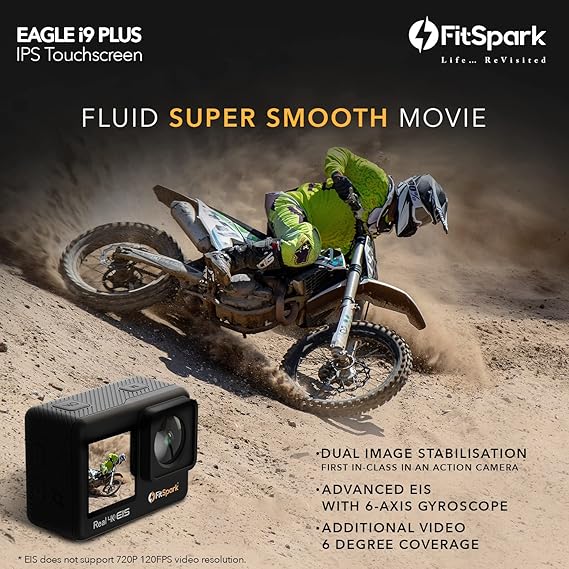 EAGLE i9 PLUS
IPS Touchscreen
FitSpark
Life... ReVisited
FLUID SUPER SMOOTH MOVIE
FitSpark
Real 4K EIS
•DUAL IMAGE STABILISATION
FIRST IN-CLASS IN AN ACTION CAMERA
•ADVANCED EIS
WITH 6-AXIS GYROSCOPE
•ADDITIONAL VIDEO
6 DEGREE COVERAGE
* EIS does not support 720P 120FPS video resolution.